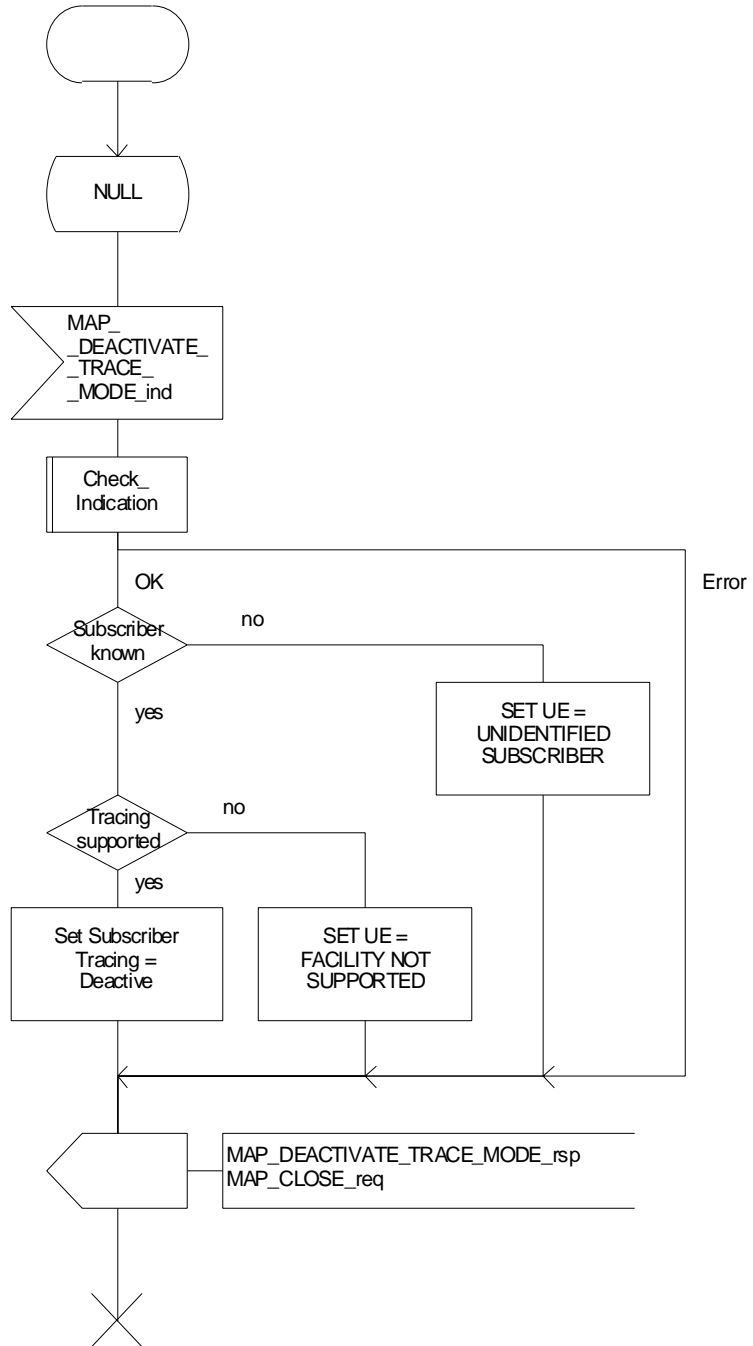 NULL
MAP_
_DEACTIVATE_
_TRACE_
_MODE_ind
Check_
Indication
OK
Error
Subscriber
known
no
yes
SET UE =
UNIDENTIFIED
SUBSCRIBER
Tracing
supported
no
yes
Set Subscriber
Tracing =
Deactive
SET UE =
FACILITY NOT
SUPPORTED
MAP_DEACTIVATE_TRACE_MODE_rsp
MAP_CLOSE_req